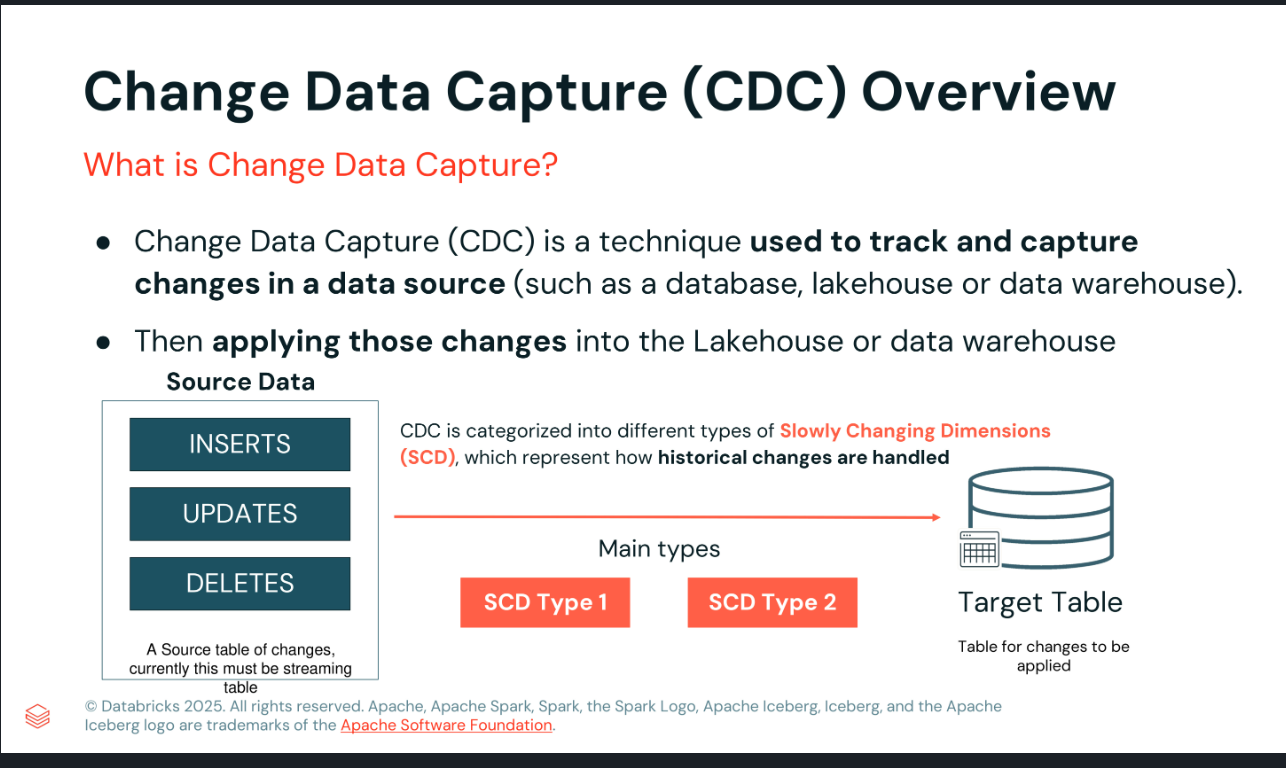 Change Data Capture (CDC) Overview
What is Change Data Capture?
● Change Data Capture (CDC) is a technique used to track and capture
changes in a data source (such as a database, lakehouse or data warehouse).
● Then applying those changes into the Lakehouse or data warehouse
Source Data
INSERTS
UPDATES
DELETES
A Source table of changes,
currently this must be streaming
table
CDC is categorized into different types of Slowly Changing Dimensions
(SCD), which represent how historical changes are handled
Main types
SCD Type 1
SCD Type 2
Target Table
Table for changes to be
applied
© Databricks 2025. All rights reserved. Apache, Apache Spark, Spark, the Spark Logo, Apache Iceberg, Iceberg, and the Apache
Iceberg logo are trademarks of the Apache Software Foundation.